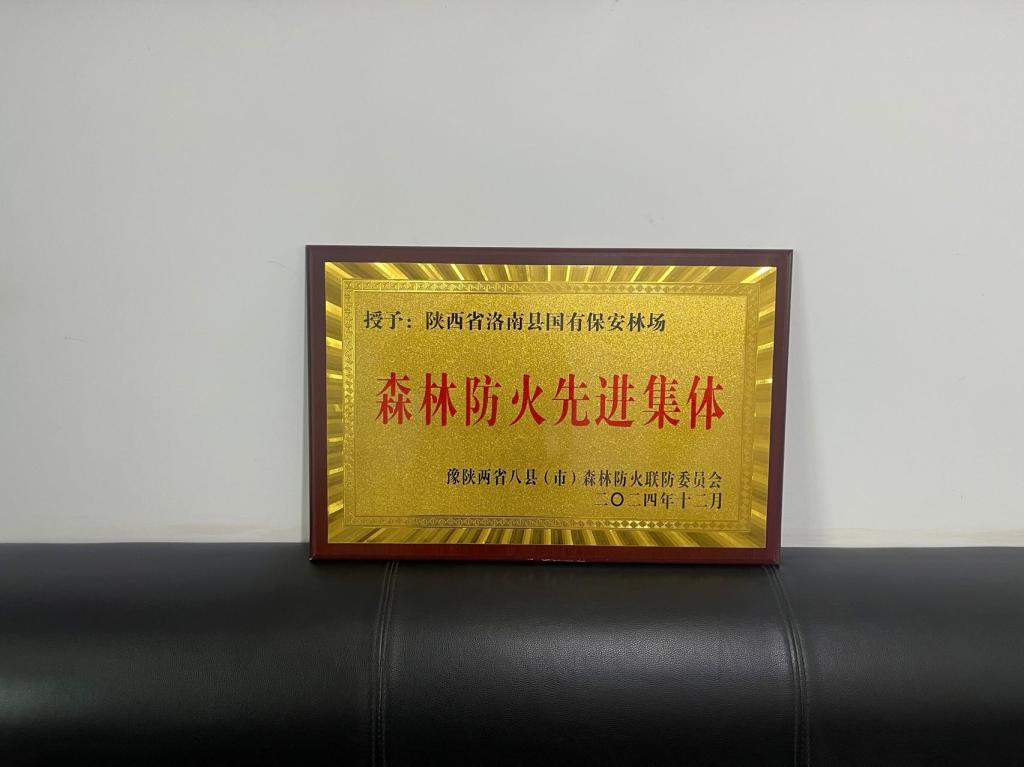 授予：陕西省洛南县国有保安林场
森林防火先进集体
豫陕两省八县（市）森林防火联防委员会
二〇二四年十二月